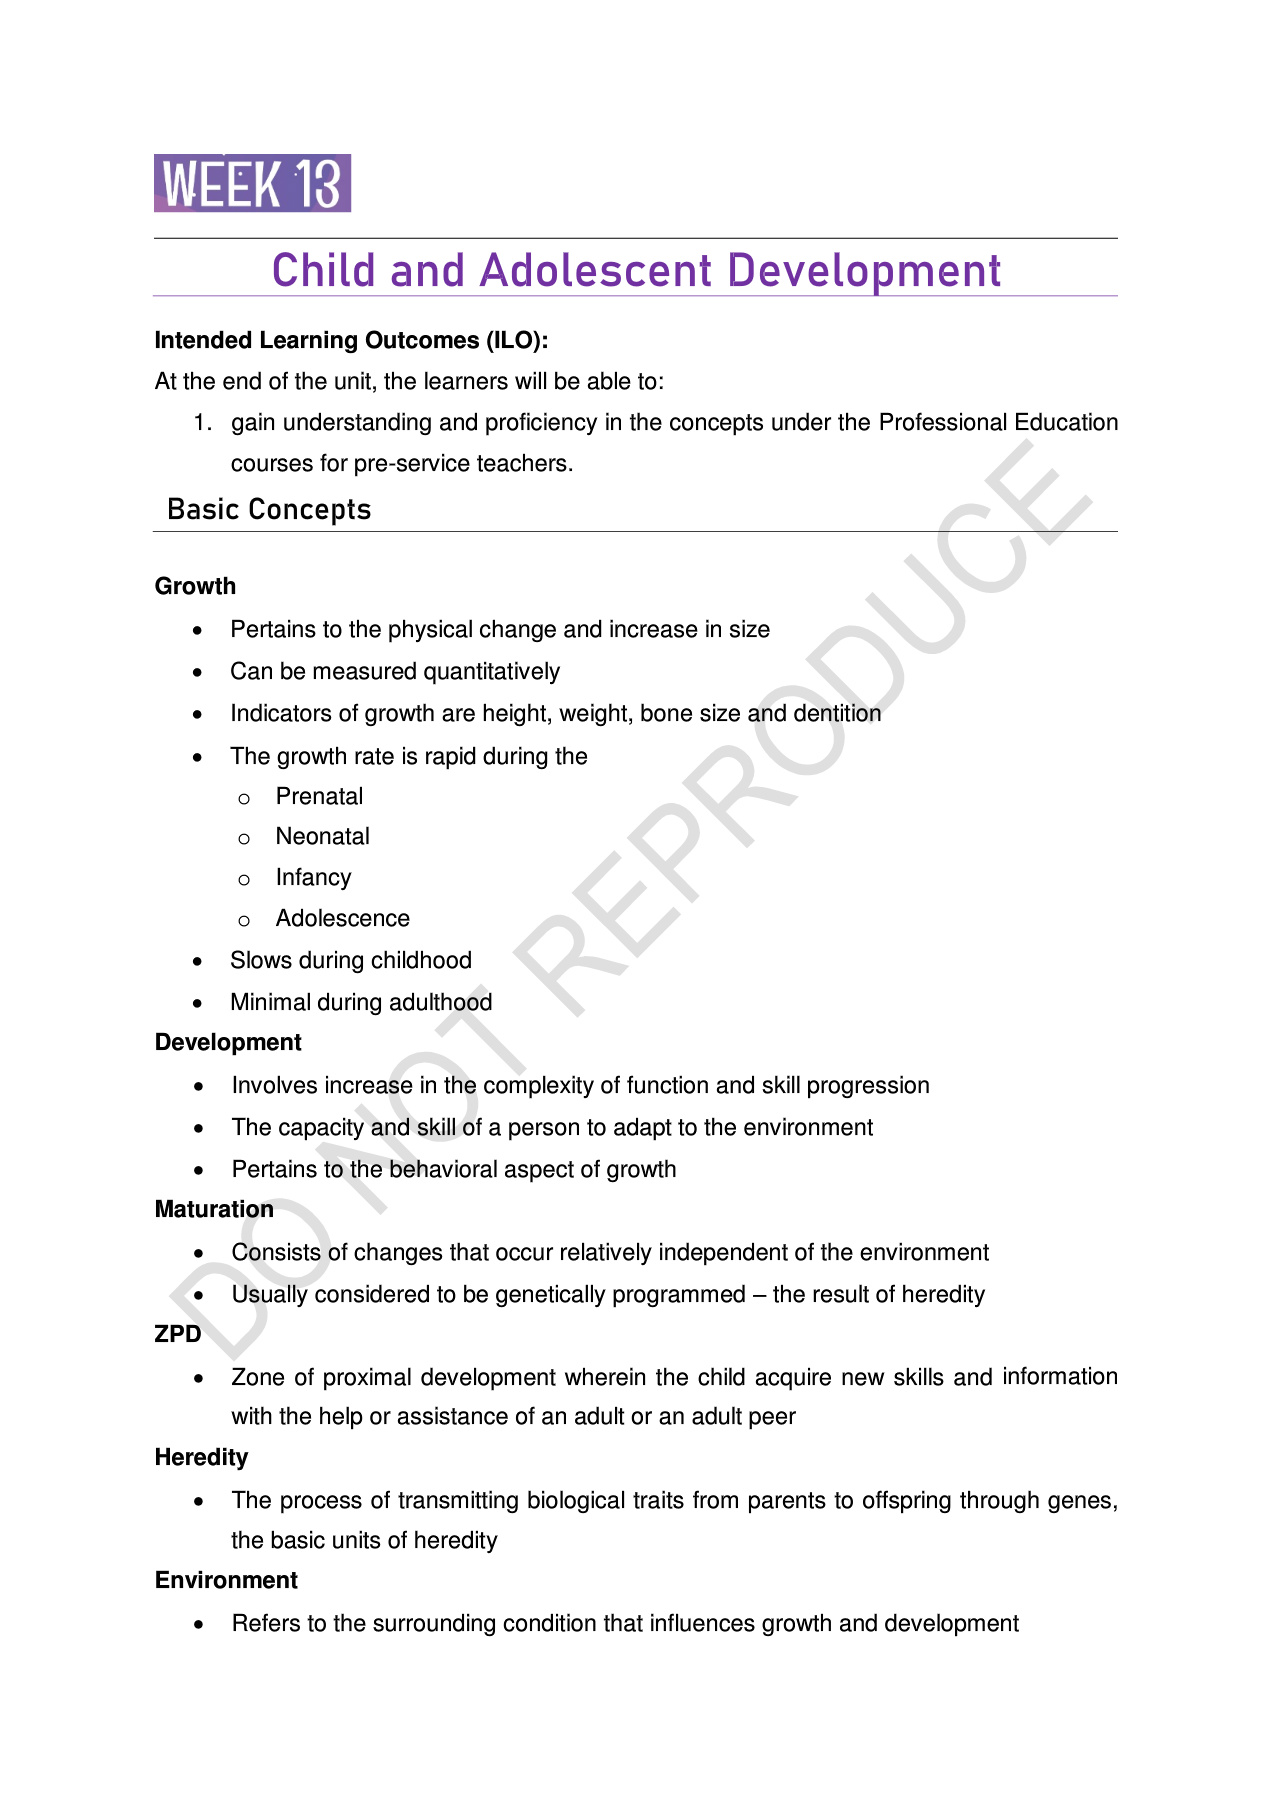 WEEK 13
Child and Adolescent Development
Intended Learning Outcomes (ILO):
At the end of the unit, the learners will be able to:
1. gain understanding and proficiency in the concepts under the Professional Education
courses for pre-service teachers.
Basic Concepts
Growth
• Pertains to the physical change and increase in size
• Can be measured quantitatively
• Indicators of growth are height, weight, bone size and dentition
• The growth rate is rapid during the
o Prenatal
o Neonatal
o Infancy
o Adolescence
• Slows during childhood
• Minimal during adulthood
Development
• Involves increase in the complexity of function and skill progression
• The capacity and skill of a person to adapt to the environment
• Pertains to the behavioral aspect of growth
Maturation
• Consists of changes that occur relatively independent of the environment
• Usually considered to be genetically programmed – the result of heredity
ZPD
• Zone of proximal development wherein the child acquire new skills and information
with the help or assistance of an adult or an adult peer
Heredity
• The process of transmitting biological traits from parents to offspring through genes,
the basic units of heredity
Environment
• Refers to the surrounding condition that influences growth and development
DO NOT REPRODUCE